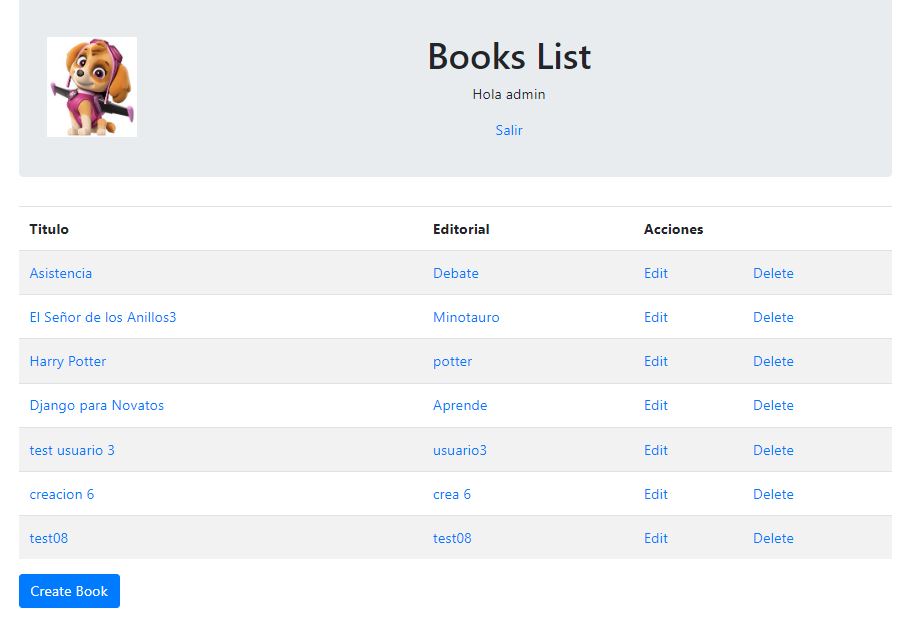 Books List
Hola admin
Salir
Titulo Editorial Acciones
Asistencia Debate Edit Delete
El Señor de los Anillos3 Minotauro Edit Delete
Harry Potter potter Edit Delete
Django para Novatos Aprende Edit Delete
test usuario 3 usuario3 Edit Delete
creacion 6 crea 6 Edit Delete
test08 test08 Edit Delete
Create Book